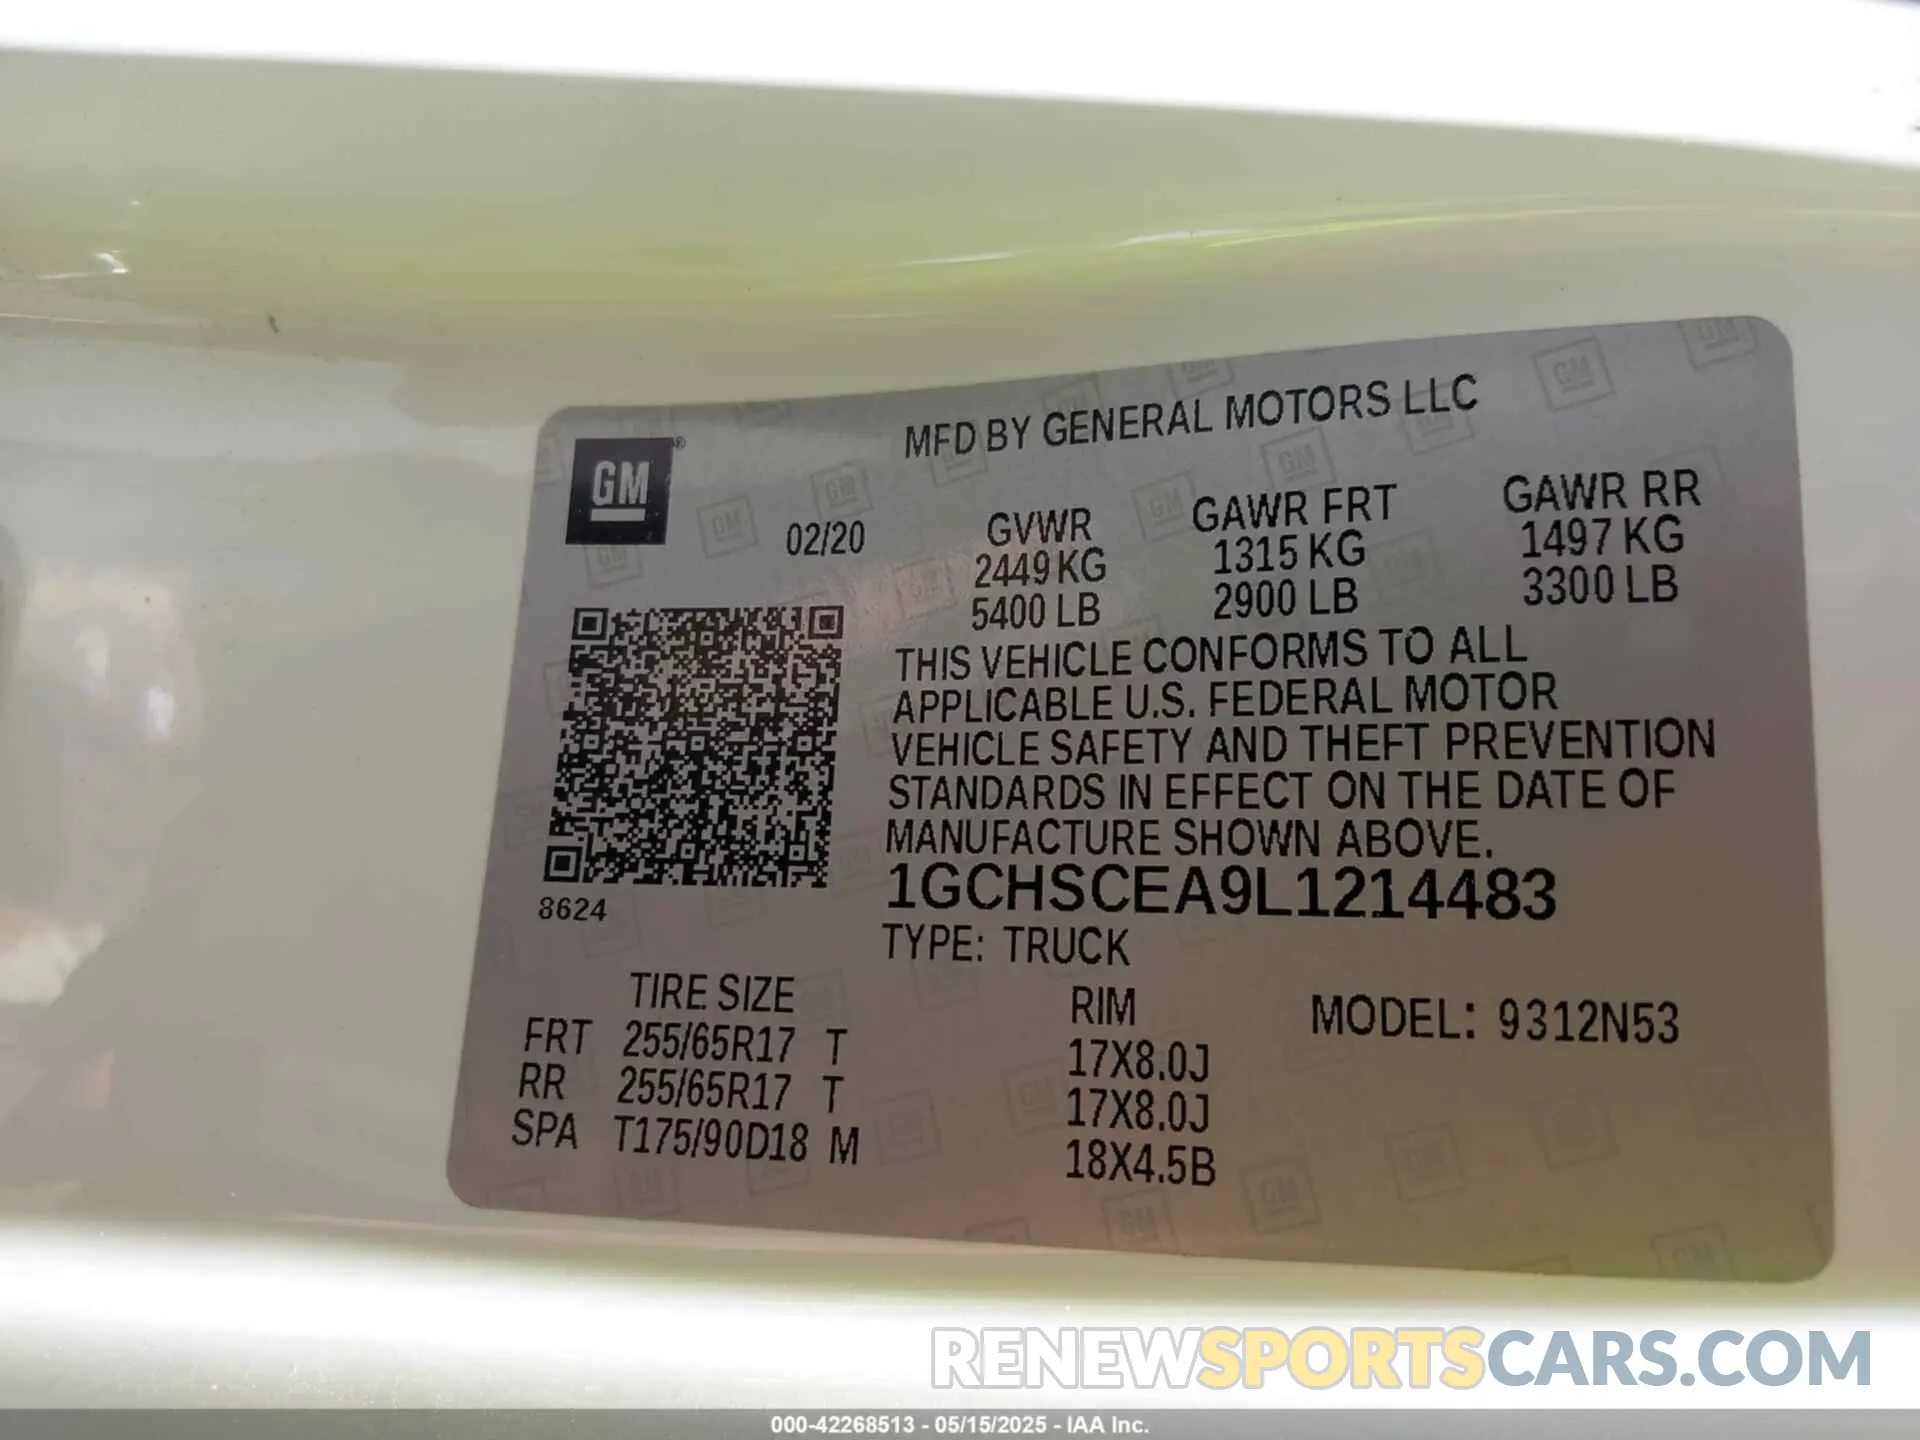 MFD BY GENERAL MOTORS LLC
GM ®
02/20
GVWR GAWR FRT GAWR RR
2449 KG 1315 KG 1497 KG
5400 LB 2900 LB 3300 LB
THIS VEHICLE CONFORMS TO ALL
APPLICABLE U.S. FEDERAL MOTOR
VEHICLE SAFETY AND THEFT PREVENTION
STANDARDS IN EFFECT ON THE DATE OF
MANUFACTURE SHOWN ABOVE.
1GCHSCEA9L1214483
8624
TYPE: TRUCK
TIRE SIZE RIM MODEL: 9312N53
FRT 255/65R17 T 17X8.0J
RR 255/65R17 T 17X8.0J
SPA T175/90D18 M 18X4.5B
RENEWSPORTSCARS.COM
000-42268513 - 05/15/2025 - IAA Inc.